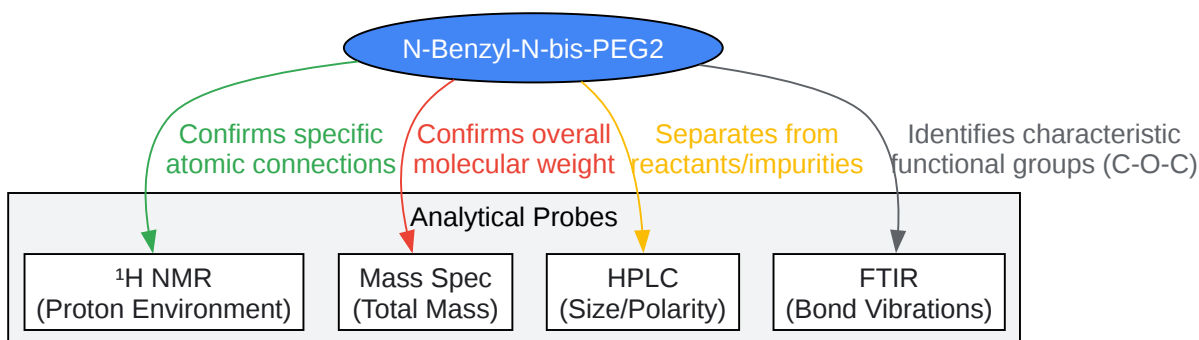 N-Benzyl-N-bis-PEG2
Confirms specific
atomic connections
Confirms overall
molecular weight
Separates from
reactants/impurities
Identifies characteristic
functional groups (C-O-C)
Analytical Probes
¹H NMR
(Proton Environment)
Mass Spec
(Total Mass)
HPLC
(Size/Polarity)
FTIR
(Bond Vibrations)